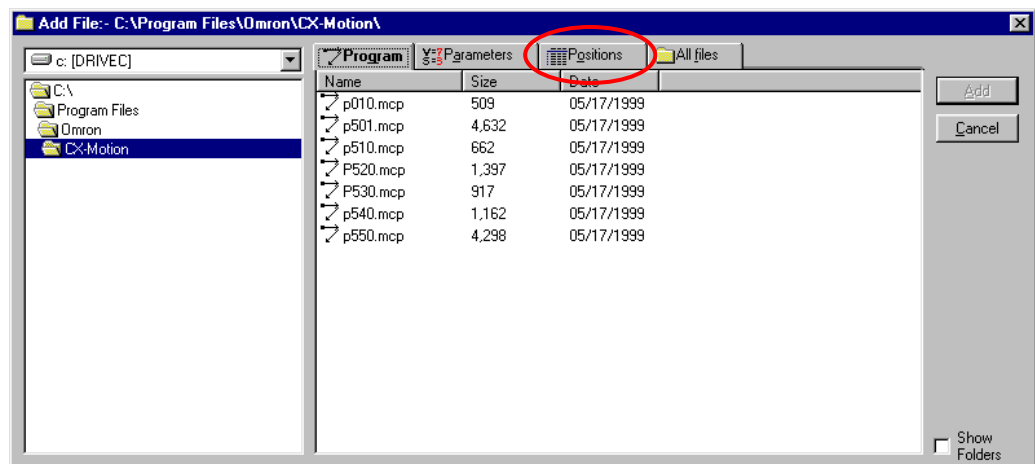 Add File:- C:\Program Files\Omron\CX-Motion\
c: [DRIVEC]
C:\
Program Files
Omron
CX-Motion
Program Parameters Positions All files
Name Size Date
p010.mcp 509 05/17/1999
p501.mcp 4,632 05/17/1999
p510.mcp 662 05/17/1999
P520.mcp 1,397 05/17/1999
P530.mcp 917 05/17/1999
p540.mcp 1,162 05/17/1999
p550.mcp 4,298 05/17/1999
Add
Cancel
Show
Folders